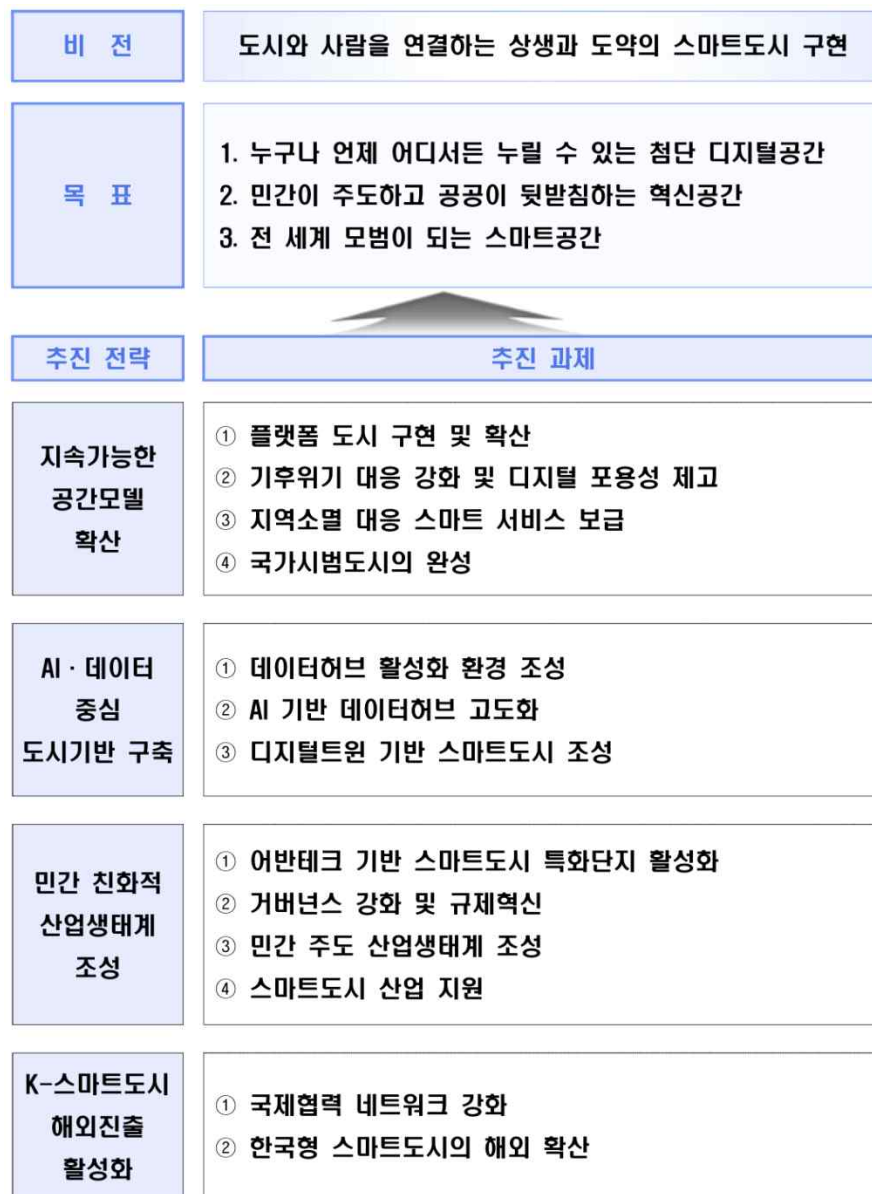 비 전
도시와 사람을 연결하는 상생과 도약의 스마트도시 구현
목 표
1. 누구나 언제 어디서든 누릴 수 있는 첨단 디지털공간
2. 민간이 주도하고 공공이 뒷받침하는 혁신공간
3. 전 세계 모범이 되는 스마트공간
추진 전략
추진 과제
지속가능한
공간모델
확산
① 플랫폼 도시 구현 및 확산
② 기후위기 대응 강화 및 디지털 포용성 제고
③ 지역소멸 대응 스마트 서비스 보급
④ 국가시범도시의 완성
AI·데이터
중심
도시기반 구축
① 데이터허브 활성화 환경 조성
② AI 기반 데이터허브 고도화
③ 디지털트윈 기반 스마트도시 조성
민간 친화적
산업생태계
조성
① 어반테크 기반 스마트도시 특화단지 활성화
② 거버넌스 강화 및 규제혁신
③ 민간 주도 산업생태계 조성
④ 스마트도시 산업 지원
K-스마트도시
해외진출
활성화
① 국제협력 네트워크 강화
② 한국형 스마트도시의 해외 확산